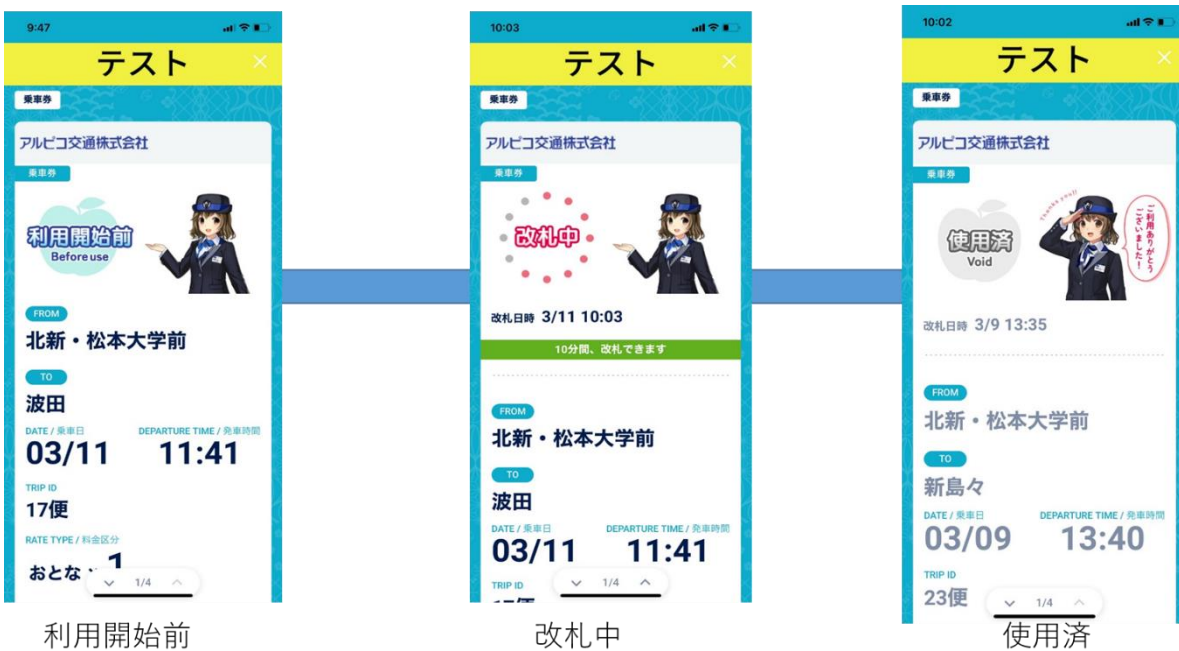 9:47
テスト
乗車券
アルピコ交通株式会社
乗車券
利用開始前
Before use
FROM
北新・松本大学前
TO
波田
DATE / 乗車日 DEPARTURE TIME / 発車時間
03/11 11:41
TRIP ID
17便
RATE TYPE / 料金区分
おとな
1
1/4
利用開始前
10:03
テスト
乗車券
アルピコ交通株式会社
乗車券
改札中
改札日時 3/11 10:03
10分間、改札できます
FROM
北新・松本大学前
TO
波田
DATE / 乗車日 DEPARTURE TIME / 発車時間
03/11 11:41
TRIP ID
1/4
改札中
10:02
テスト
乗車券
アルピコ交通株式会社
乗車券
使用済
Void
Thank you!!
ご利用ありがとう
ございました!
改札日時 3/9 13:35
FROM
北新・松本大学前
TO
新島々
DATE / 乗車日 DEPARTURE TIME / 発車時間
03/09 13:40
TRIP ID
23便
1/4
使用済